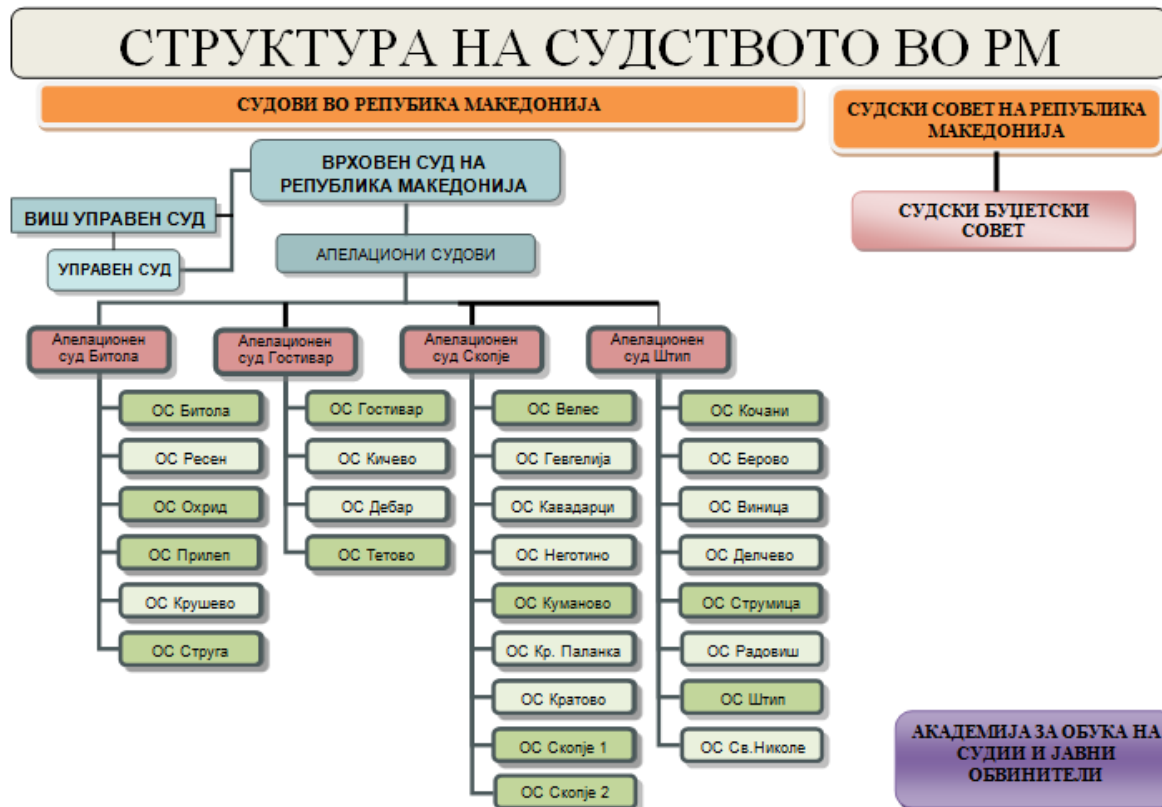 СТРУКТУРА НА СУДСТВОТО ВО РМ
СУДОВИ ВО РЕПУБИКА МАКЕДОНИЈА
СУДСКИ СОВЕТ НА РЕПУБЛИКА
МАКЕДОНИЈА
ВРХОВЕН СУД НА
РЕПУБЛИКА МАКЕДОНИЈА
СУДСКИ БУЏЕТСКИ
СОВЕТ
ВИШ УПРАВЕН СУД
УПРАВЕН СУД
АПЕЛАЦИОНИ СУДОВИ
Апелационен
суд Битола
ОС Битола
ОС Ресен
ОС Охрид
ОС Прилеп
ОС Крушево
ОС Струга
Апелационен
суд Гостивар
ОС Гостивар
ОС Кичево
ОС Дебар
ОС Тетово
Апелационен
суд Скопје
ОС Велес
ОС Гевгелија
ОС Кавадарци
ОС Неготино
ОС Куманово
ОС Кр. Паланка
ОС Кратово
ОС Скопје 1
ОС Скопје 2
Апелационен
суд Штип
ОС Кочани
ОС Берово
ОС Виница
ОС Делчево
ОС Струмица
ОС Радовиш
ОС Штип
ОС Св.Николе
АКАДЕМИЈА ЗА ОБУКА НА
СУДИИ И ЈАВНИ
ОБВИНИТЕЛИ